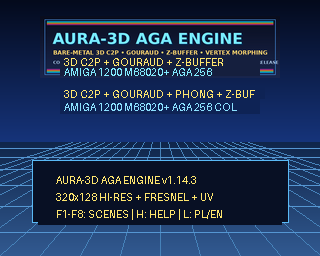 AURA-3D AGA ENGINE
BARE-METAL 3D C2P • GOURAUD • Z-BUFFER • VERTEX MORPHING
3D C2P + GOURAUD + Z-BUFFER
AMIGA 1200 M68020+ AGA 256
3D C2P + GOURAUD + PHONG + Z-BUF
AMIGA 1200 M68020+ AGA 256 COL
AURA-3D AGA ENGINE v1.14.3
320x128 HI-RES + FRESNEL + UV
F1-F8: SCENES | H: HELP | L: PL/EN